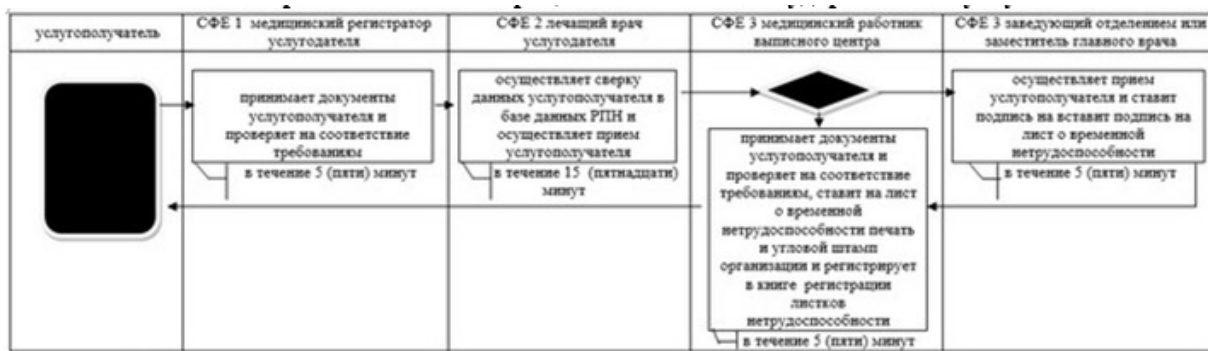 услугополучатель
СФЕ 1 медицинский регистратор
услугодателя
СФЕ 2 лечащий врач
услугодателя
СФЕ 3 медицинский работник
выписного центра
СФЕ 3 заведующий отделением или
заместитель главного врача
принимает документы
услугополучателя и
проверяет на соответствие
требованиям
в течение 5 (пяти) минут
осуществляет сверку
данных услугополучателя в
базе данных РПН и
осуществляет прием
услугополучателя
в течение 15 (пятнадцати)
минут
принимает документы
услугополучателя и
проверяет на соответствие
требованиям, ставит на лист
о временной
нетрудоспособности печать
и угловой штамп
организации и регистрирует
в книге регистрации
листков
нетрудоспособности
в течение 5 (пяти) минут
осуществляет прием
услугополучателя и ставит
подпись на вставит подпись на
лист о временной
нетрудоспособности
в течение 5 (пяти) минут